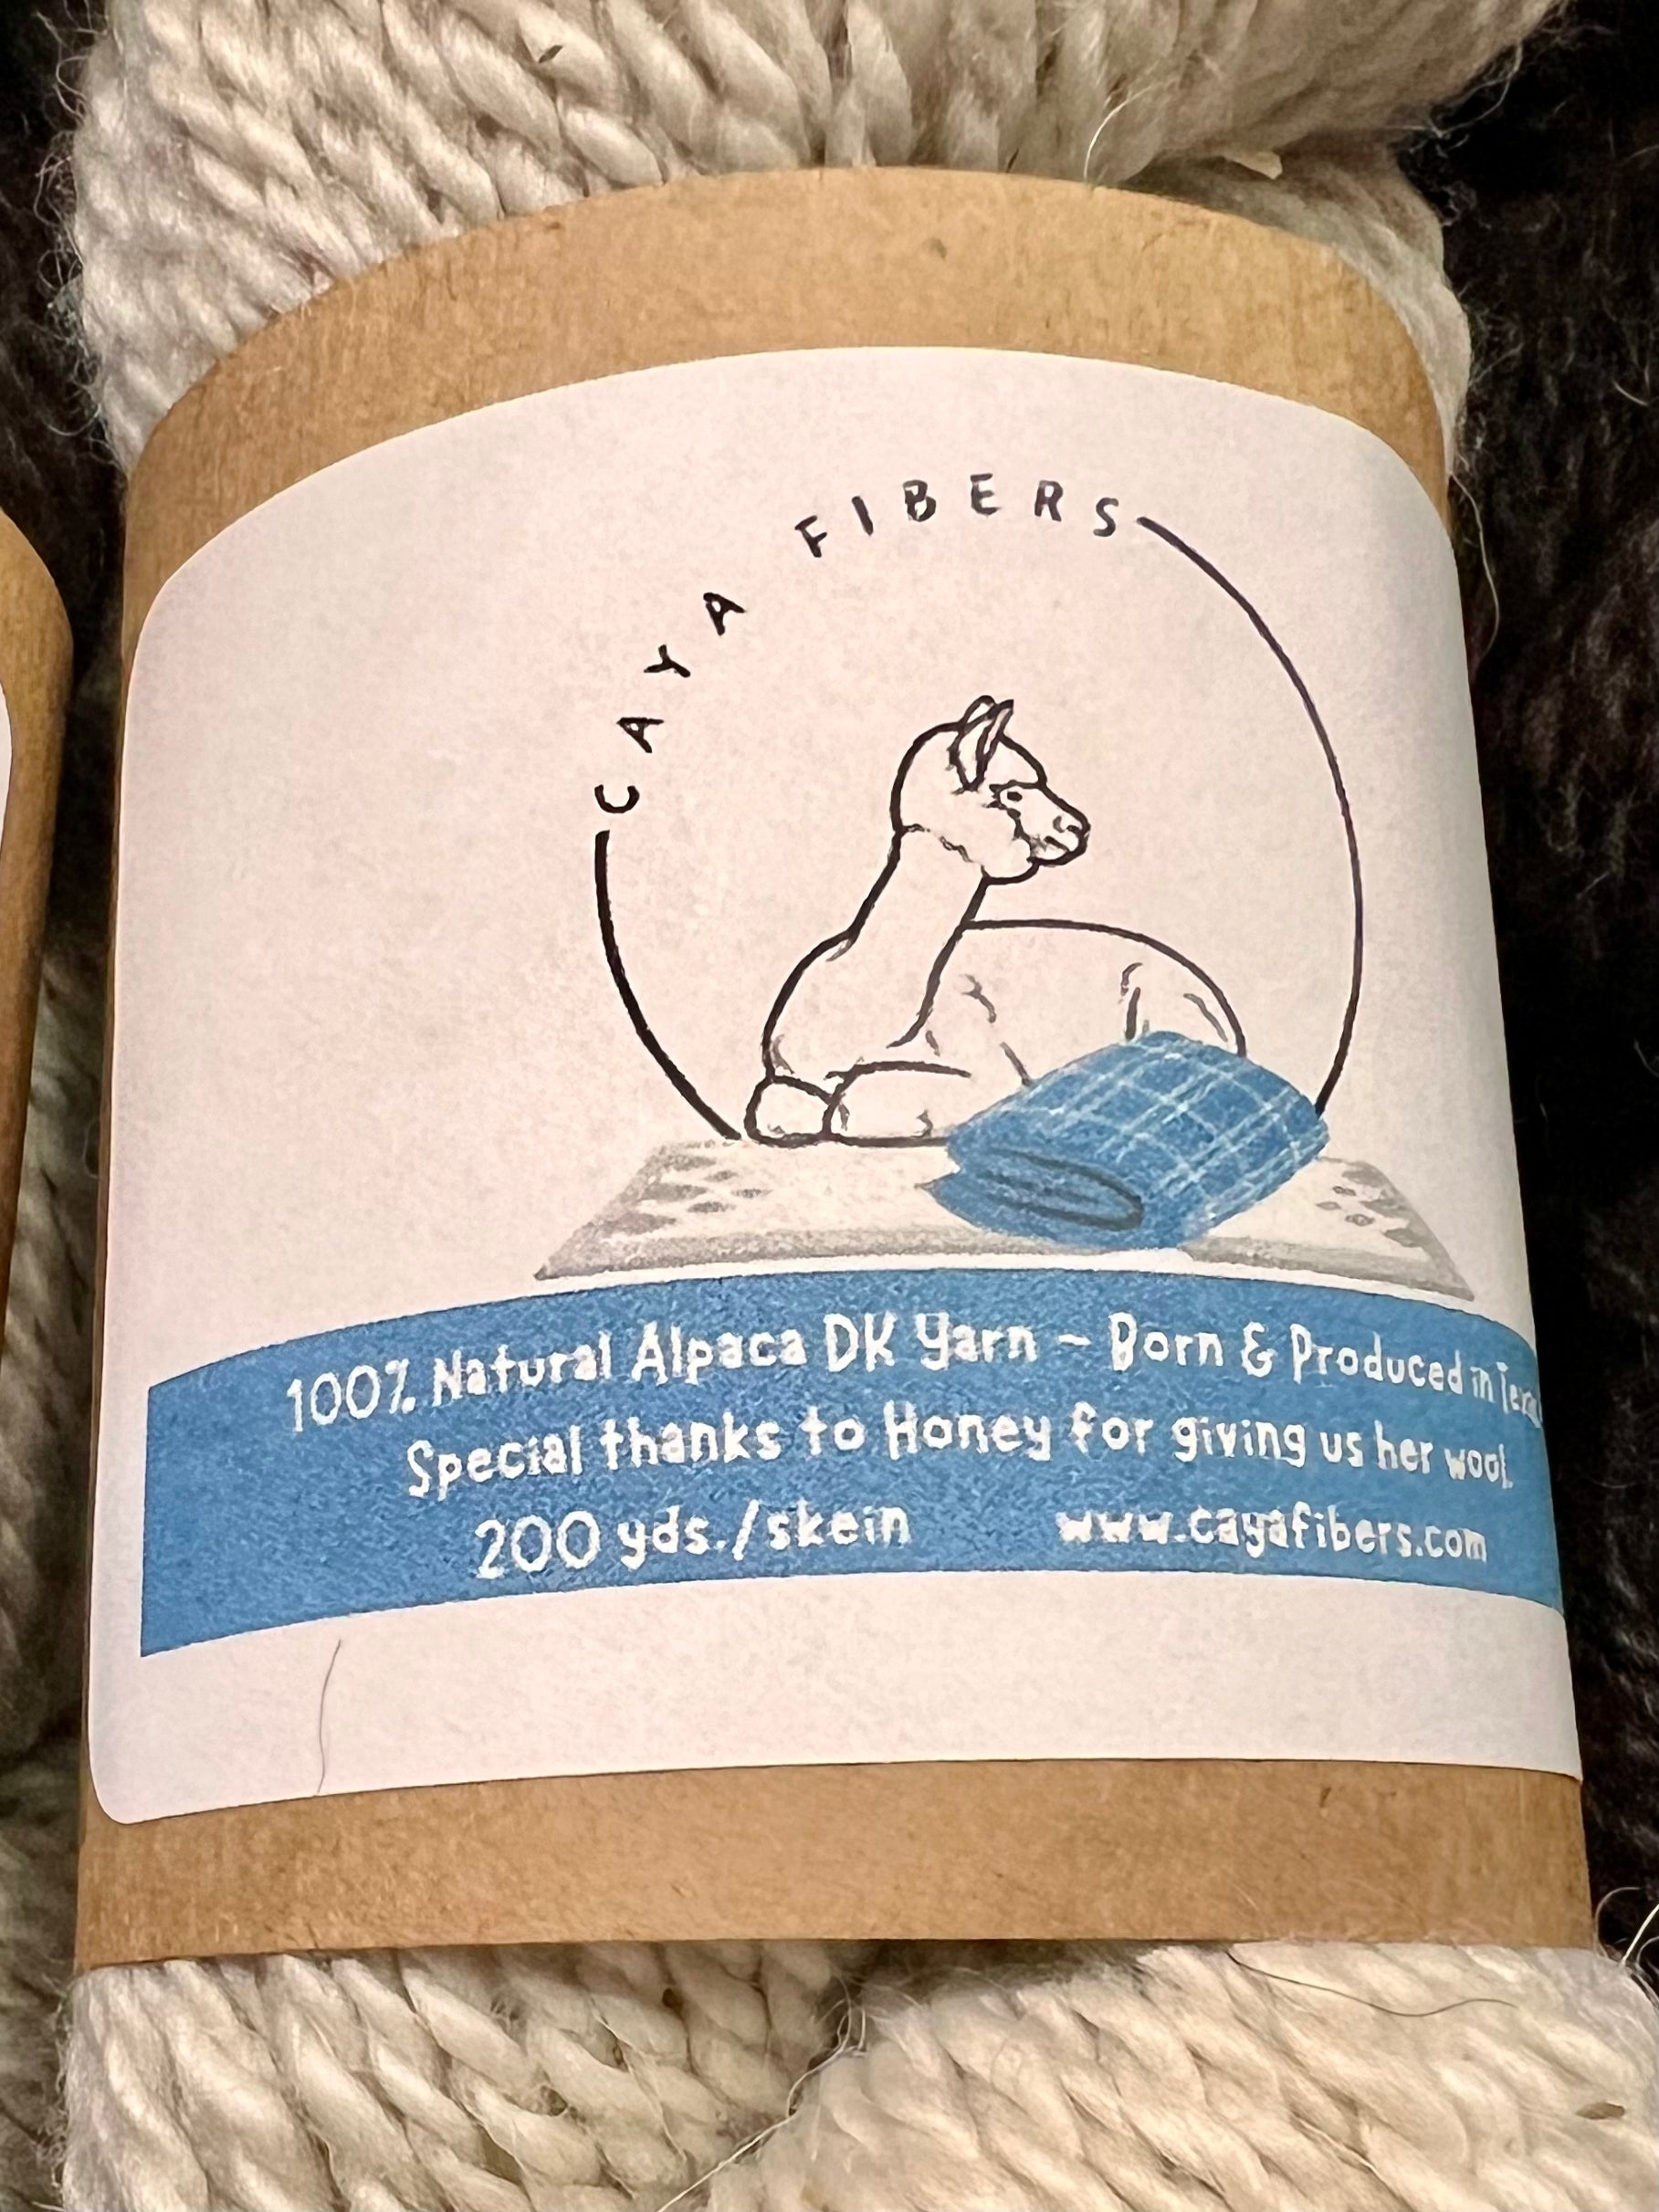 CAYA FIBERS
100% Natural Alpaca DK Yarn ~ Born & Produced in Texas
Special thanks to Honey for giving us her wool.
200 yds./skein www.cayafibers.com